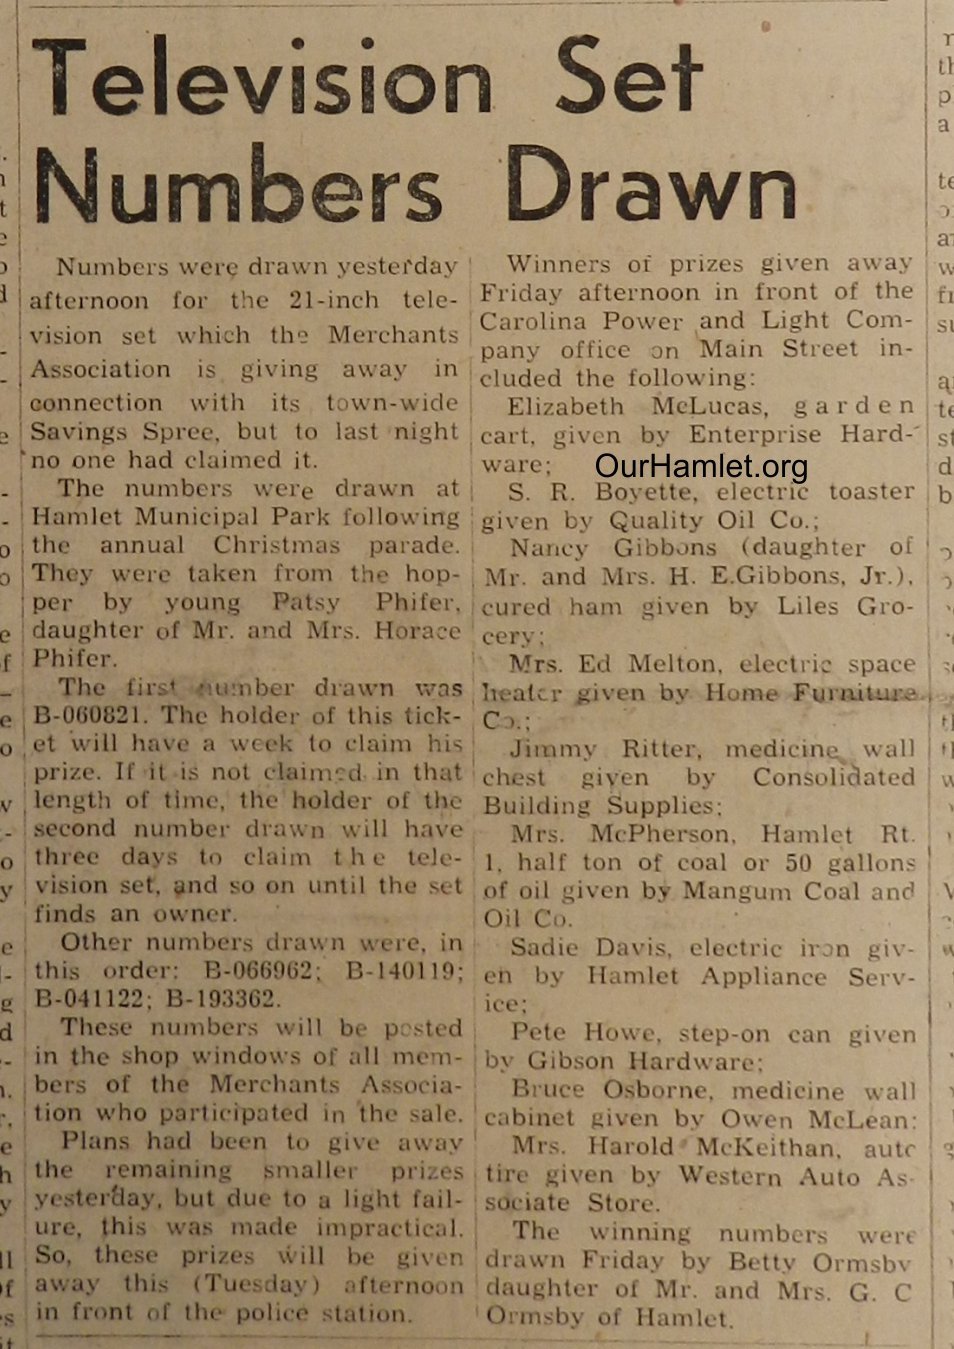 Television Set
Numbers Drawn
Numbers were drawn yesterday
afternoon for the 21-inch tele-
vision set which the Merchants
Association is giving away in
connection with its town-wide
Savings Spree, but to last night
no one had claimed it.
The numbers were drawn at
Hamlet Municipal Park following
the annual Christmas parade.
They were taken from the hop-
per by young Patsy Phifer,
daughter of Mr. and Mrs. Horace
Phifer.
The first number drawn was
B-060821. The holder of this tick-
et will have a week to claim his
prize. If it is not claimed in that
length of time, the holder of the
second number drawn will have
three days to claim the tele-
vision set, and so on until the set
finds an owner.
Other numbers drawn were, in
this order: B-066962; B-140119;
B-041122; B-193362.
These numbers will be posted
in the shop windows of all mem-
bers of the Merchants Associa-
tion who participated in the sale.
Plans had been to give away
the remaining smaller prizes
yesterday, but due to a light fail-
ure, this was made impractical.
So, these prizes will be given
away this (Tuesday) afternoon
in front of the police station.
Winners of prizes given away
Friday afternoon in front of the
Carolina Power and Light Com-
pany office on Main Street in-
cluded the following:
Elizabeth McLucas, garden
cart, given by Enterprise Hard-
ware;
OurHamlet.org
S. R. Boyette, electric toaster
given by Quality Oil Co.;
Nancy Gibbons (daughter of
Mr. and Mrs. H. E.Gibbons, Jr.),
cured ham given by Liles Gro-
cery;
Mrs. Ed Melton, electric space
heater given by Home Furniture
Co.;
Jimmy Ritter, medicine wall
chest given by Consolidated
Building Supplies;
Mrs. McPherson, Hamlet Rt.
1, half ton of coal or 50 gallons
of oil given by Mangum Coal and
Oil Co.
Sadie Davis, electric iron giv-
en by Hamlet Appliance Serv-
ice;
Pete Howe, step-on can given
by Gibson Hardware;
Bruce Osborne, medicine wall
cabinet given by Owen McLean;
Mrs. Harold McKeithan, auto
tire given by Western Auto As-
sociate Store.
The winning numbers were
drawn Friday by Betty Ormsby
daughter of Mr. and Mrs. G. C
Ormsby of Hamlet.